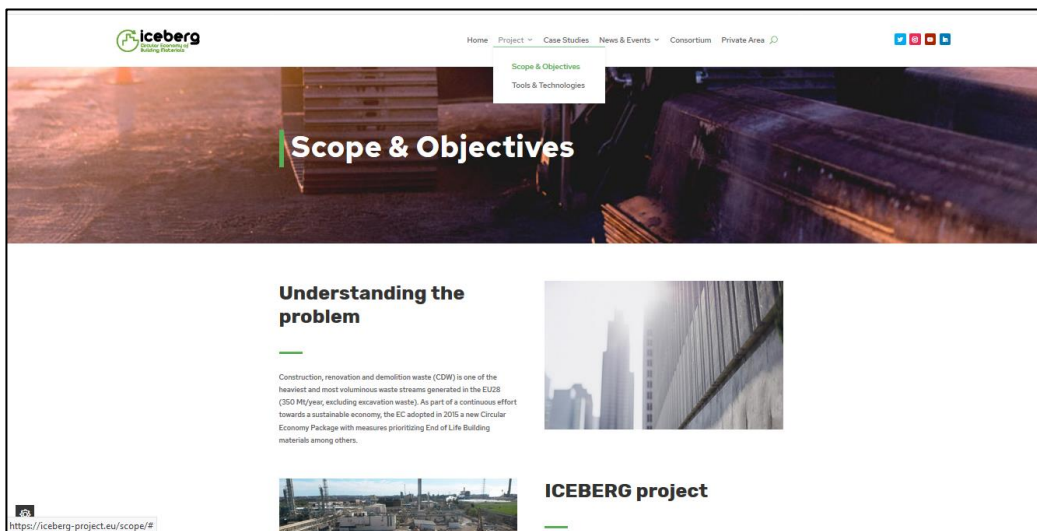 iceberg
Circular Economy of
Building Materials
Home Project Case Studies News & Events Consortium Private Area
Scope & Objectives
Tools & Technologies
Scope & Objectives
Understanding the
problem
Construction, renovation and demolition waste (CDW) is one of the
heaviest and most voluminous waste streams generated in the EU28
(350 Mt/year, excluding excavation waste). As part of a continuous effort
towards a sustainable economy, the EC adopted in 2015 a new Circular
Economy Package with measures prioritizing End of Life Building
materials among others.
ICEBERG project
https://iceberg-project.eu/scope/#